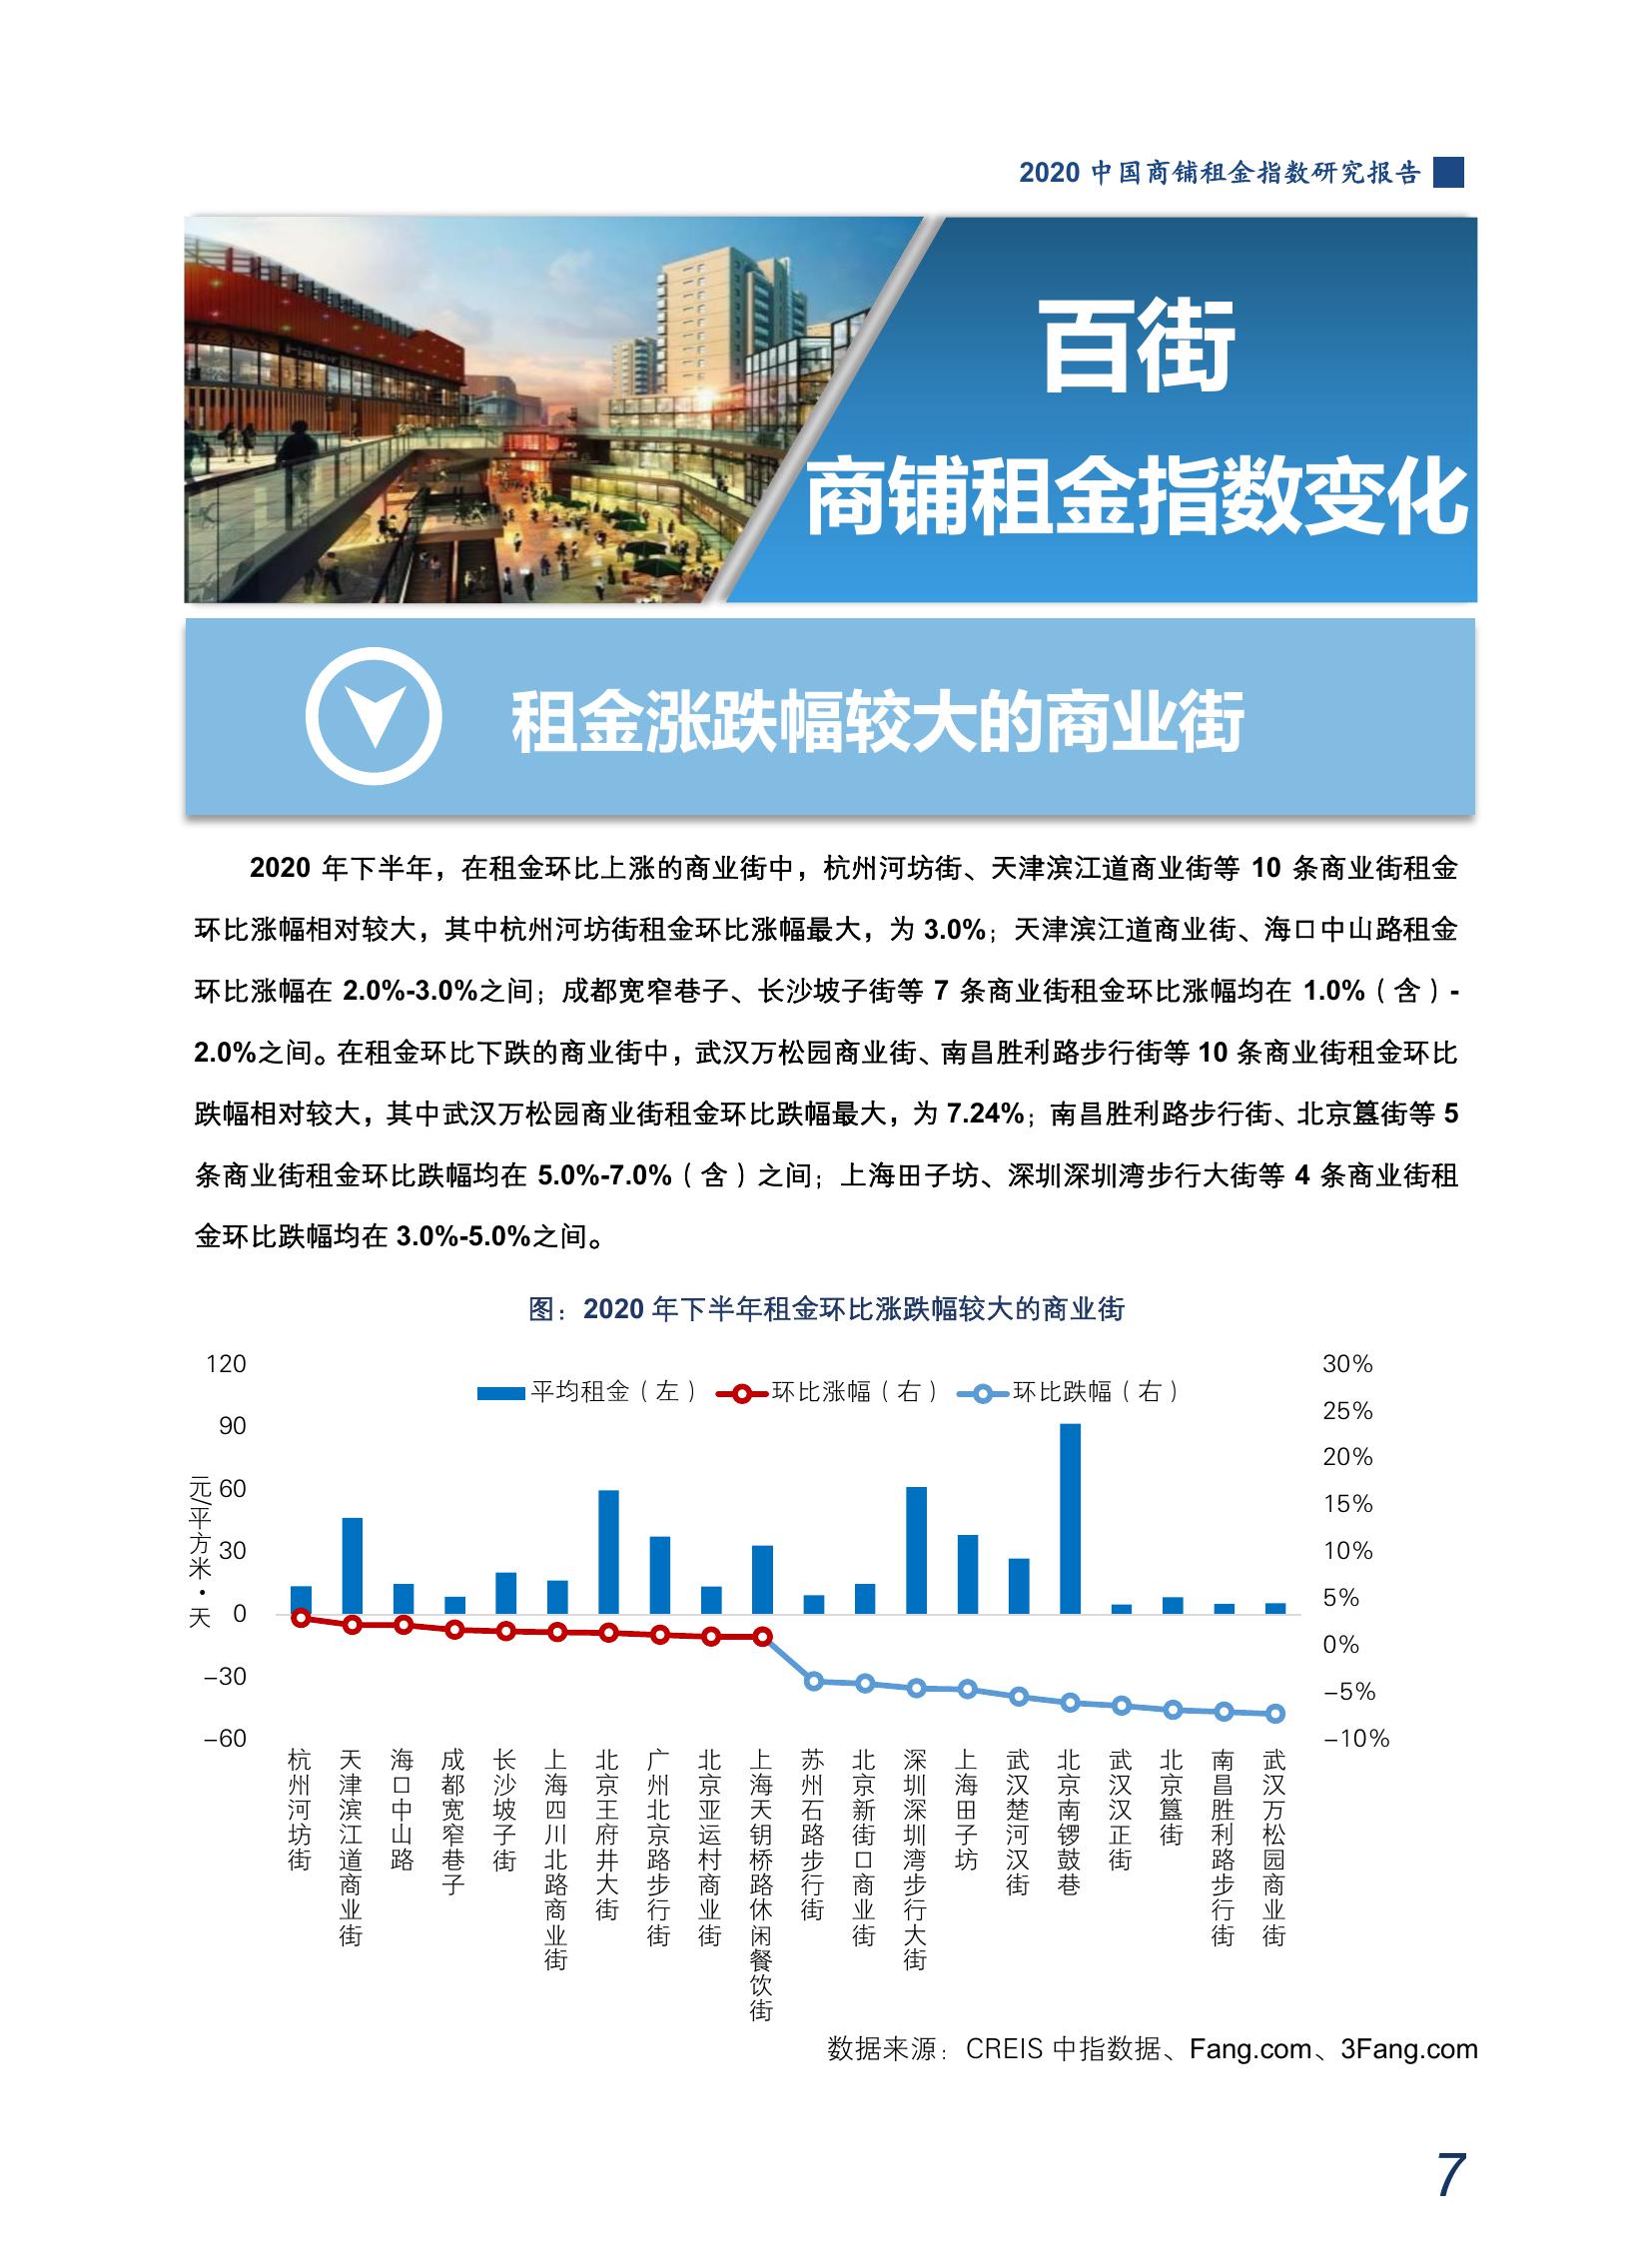 2020 中国商铺租金指数研究报告
百街
商铺租金指数变化
租金涨跌幅较大的商业街
2020 年下半年，在租金环比上涨的商业街中，杭州河坊街、天津滨江道商业街等 10 条商业街租金
环比涨幅相对较大，其中杭州河坊街租金环比涨幅最大，为 3.0%；天津滨江道商业街、海口中山路租金
环比涨幅在 2.0%-3.0%之间；成都宽窄巷子、长沙坡子街等 7 条商业街租金环比涨幅均在 1.0%（含）-
2.0%之间。在租金环比下跌的商业街中，武汉万松园商业街、南昌胜利路步行街等 10 条商业街租金环比
跌幅相对较大，其中武汉万松园商业街租金环比跌幅最大，为 7.24%；南昌胜利路步行街、北京簋街等 5
条商业街租金环比跌幅均在 5.0%-7.0%（含）之间；上海田子坊、深圳深圳湾步行大街等 4 条商业街租
金环比跌幅均在 3.0%-5.0%之间。
图：2020 年下半年租金环比涨跌幅较大的商业街
平均租金（左）
环比涨幅（右）
环比跌幅（右）
元/平方米·天
120
90
60
30
0
–30
–60
30%
25%
20%
15%
10%
5%
0%
–5%
–10%
杭州河坊街
天津滨江道商业街
海口中山路
成都宽窄巷子
长沙坡子街
上海四川北路商业街
北京王府井大街
广州北京路步行街
北京亚运村商业街
上海天钥桥路休闲餐饮街
苏州石路步行街
北京新街口商业街
深圳深圳湾步行大街
上海田子坊
武汉楚河汉街
北京南锣鼓巷
武汉汉正街
北京簋街
南昌胜利路步行街
武汉万松园商业街
数据来源：CREIS 中指数据、Fang.com、3Fang.com
7